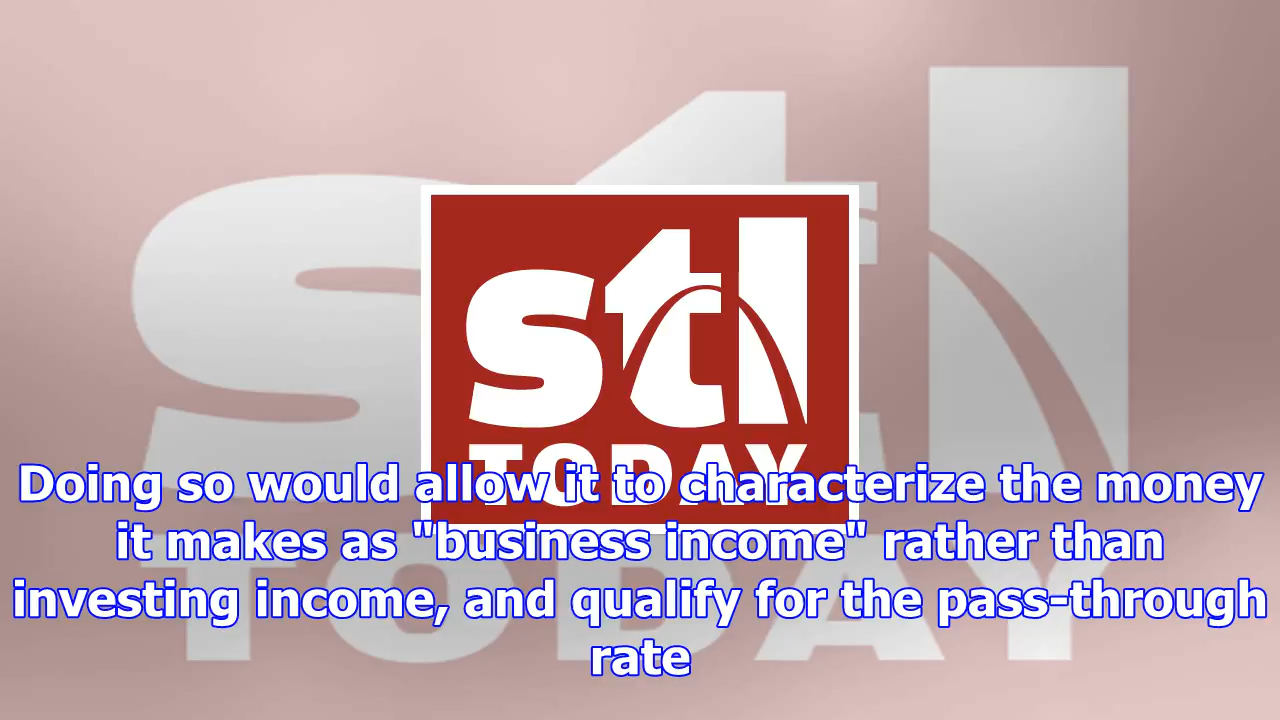 stl
TODAY
Doing so would allow it to characterize the money
it makes as "business income" rather than
investing income, and qualify for the pass-through
rate